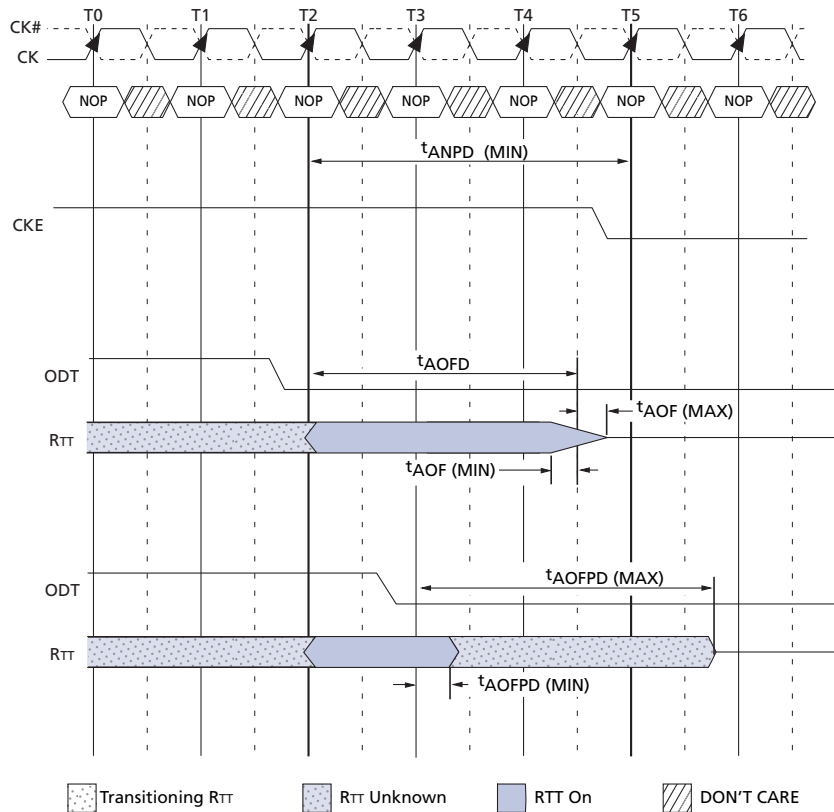 T0 T1 T2 T3 T4 T5 T6
CK#
CK
NOP NOP NOP NOP NOP NOP NOP
tANPD (MIN)
CKE
tAOFD
ODT
tAOF (MAX)
RTT
tAOF (MIN)
tAOFPD (MAX)
ODT
RTT
tAOFPD (MIN)
Transitioning RTT RTT Unknown RTT On DON'T CARE